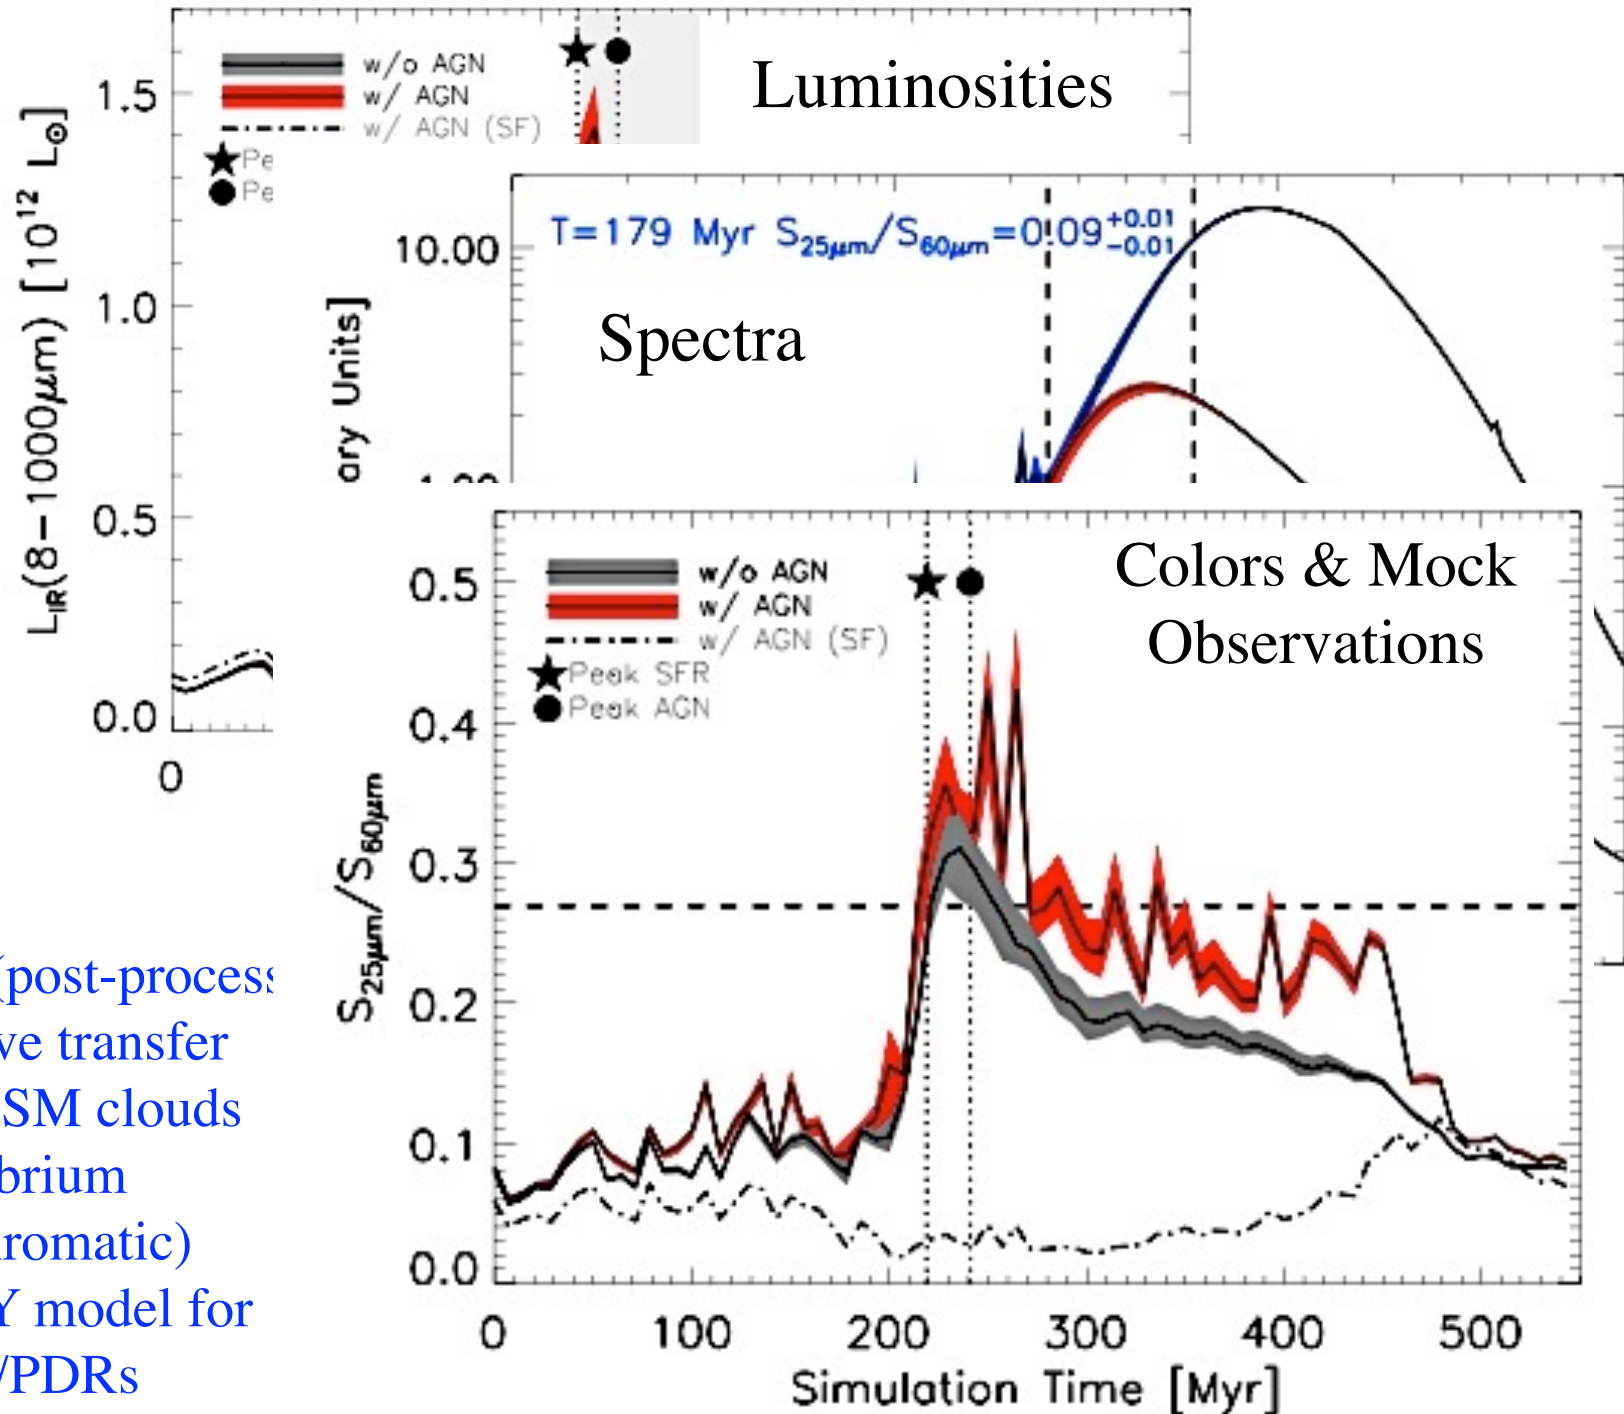 w/o AGN
w/ AGN
w/ AGN (SF)
Pe
Pe
Luminosities
L_IR(8-1000μm) [10^12 L_⊙]
1.5
1.0
0.5
0.0
0
T=179 Myr S_25μm/S_60μm=0.09 +0.01 -0.01
Spectra
10.00
ary Units]
Colors & Mock
Observations
w/o AGN
w/ AGN
w/ AGN (SF)
Peak SFR
Peak AGN
S_25μm/S_60μm
0.5
0.4
0.3
0.2
0.1
0.0
0 100 200 300 400 500
Simulation Time [Myr]
(post-process
ve transfer
SM clouds
brium
romatic)
Y model for
/PDRs